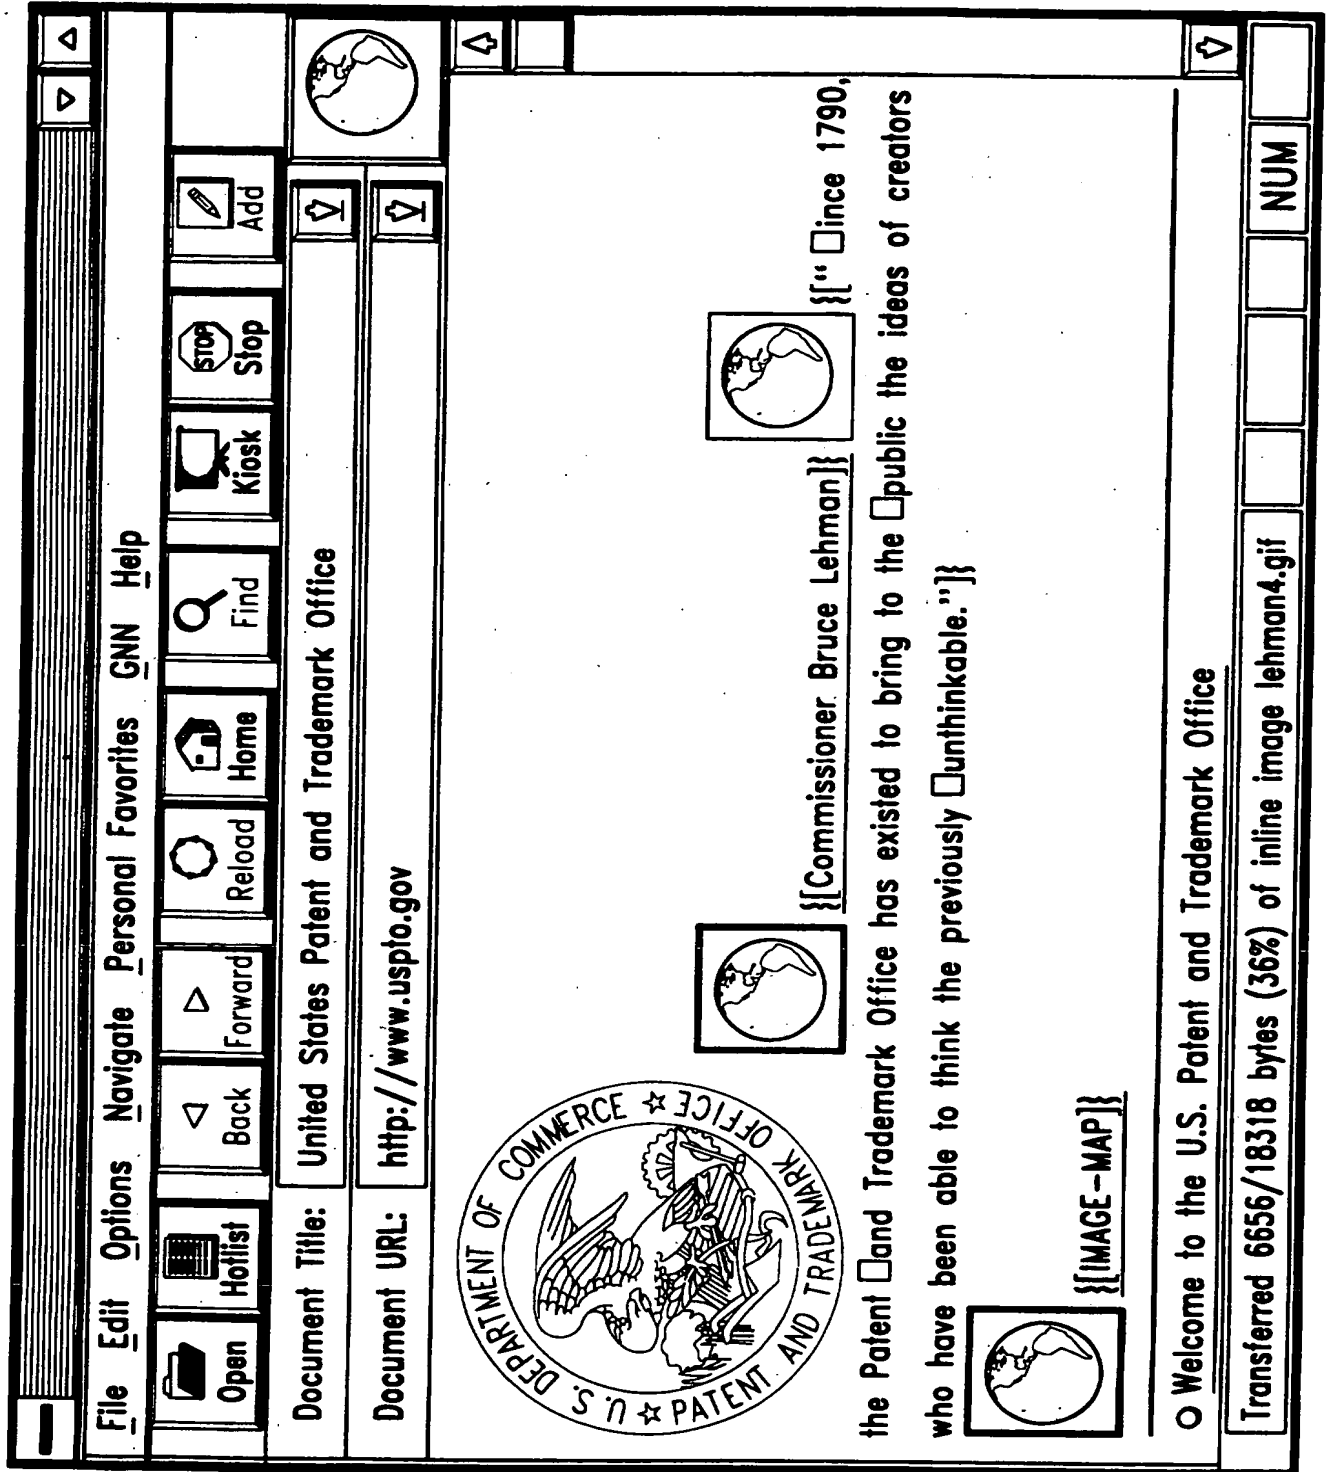 File Edit Options Navigate Personal Favorites GNN Help
Open Hotlist Back Forward Reload Home Find Kiosk STOP Stop Add
Document Title: United States Patent and Trademark Office
Document URL: http://www.uspto.gov
U.S. DEPARTMENT OF COMMERCE ☆ PATENT AND TRADEMARK OFFICE ☆
}[Commissioner Bruce Lehman]} }[“ □ince 1790,
the Patent □and Trademark Office has existed to bring to the □public the ideas of creators
who have been able to think the previously □unthinkable.”]}
}[IMAGE-MAP]}
○ Welcome to the U.S. Patent and Trademark Office
Transferred 6656/18318 bytes (36%) of inline image lehman4.gif NUM